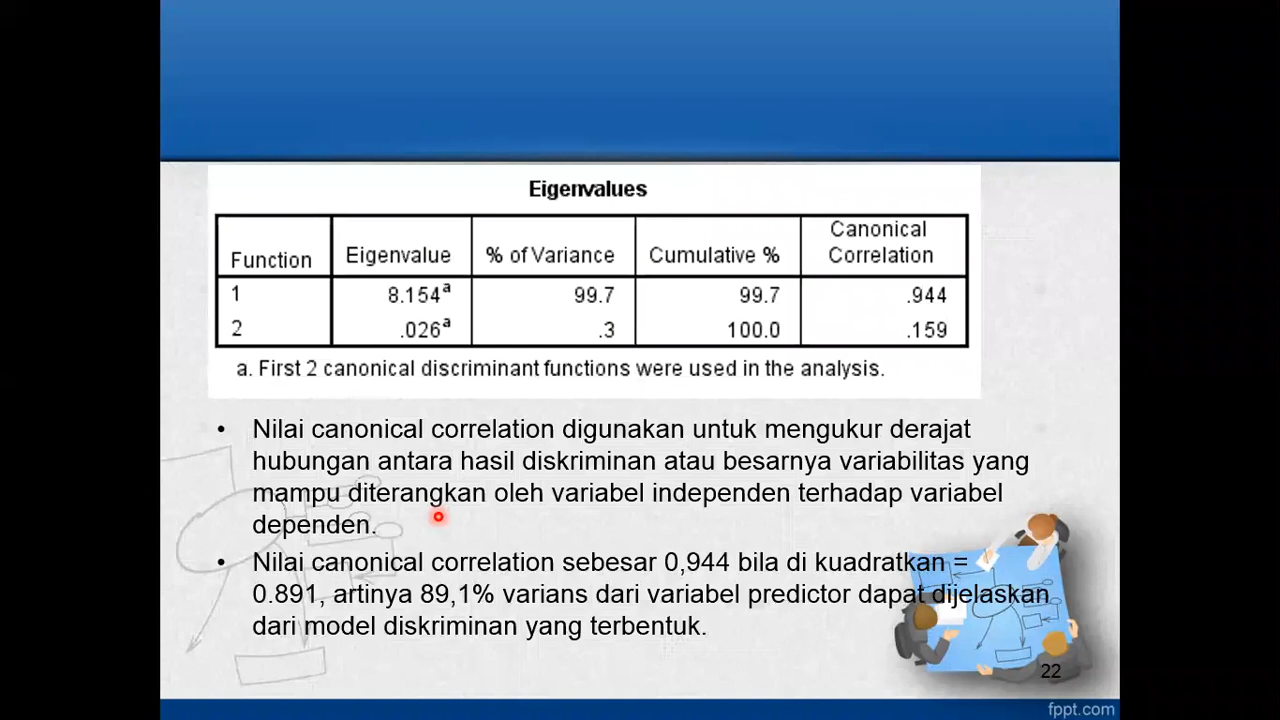 Eigenvalues
Function Eigenvalue % of Variance Cumulative % Canonical Correlation
1 8.154a 99.7 99.7 .944
2 .026a .3 100.0 .159
a. First 2 canonical discriminant functions were used in the analysis.
• Nilai canonical correlation digunakan untuk mengukur derajat
hubungan antara hasil diskriminan atau besarnya variabilitas yang
mampu diterangkan oleh variabel independen terhadap variabel
dependen.
• Nilai canonical correlation sebesar 0,944 bila di kuadratkan =
0.891, artinya 89,1% varians dari variabel predictor dapat dijelaskan
dari model diskriminan yang terbentuk.
22
fppt.com